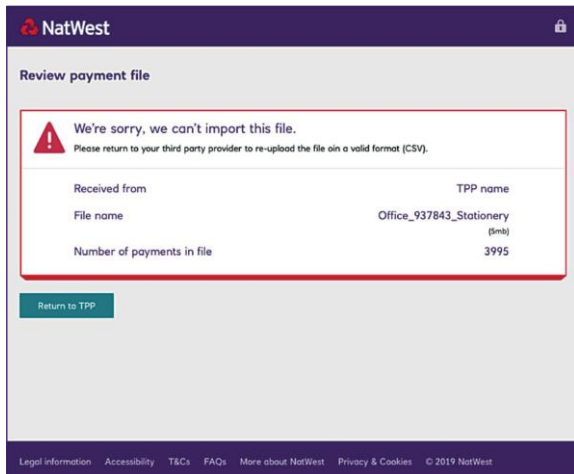 NatWest
Review payment file
We're sorry, we can't import this file.
Please return to your third party provider to re-upload the file oin a valid format (CSV).
Received from TPP name
File name Office_937843_Stationery
(5mb)
Number of payments in file 3995
Return to TPP
Legal information Accessibility T&Cs FAQs More about NatWest Privacy & Cookies © 2019 NatWest